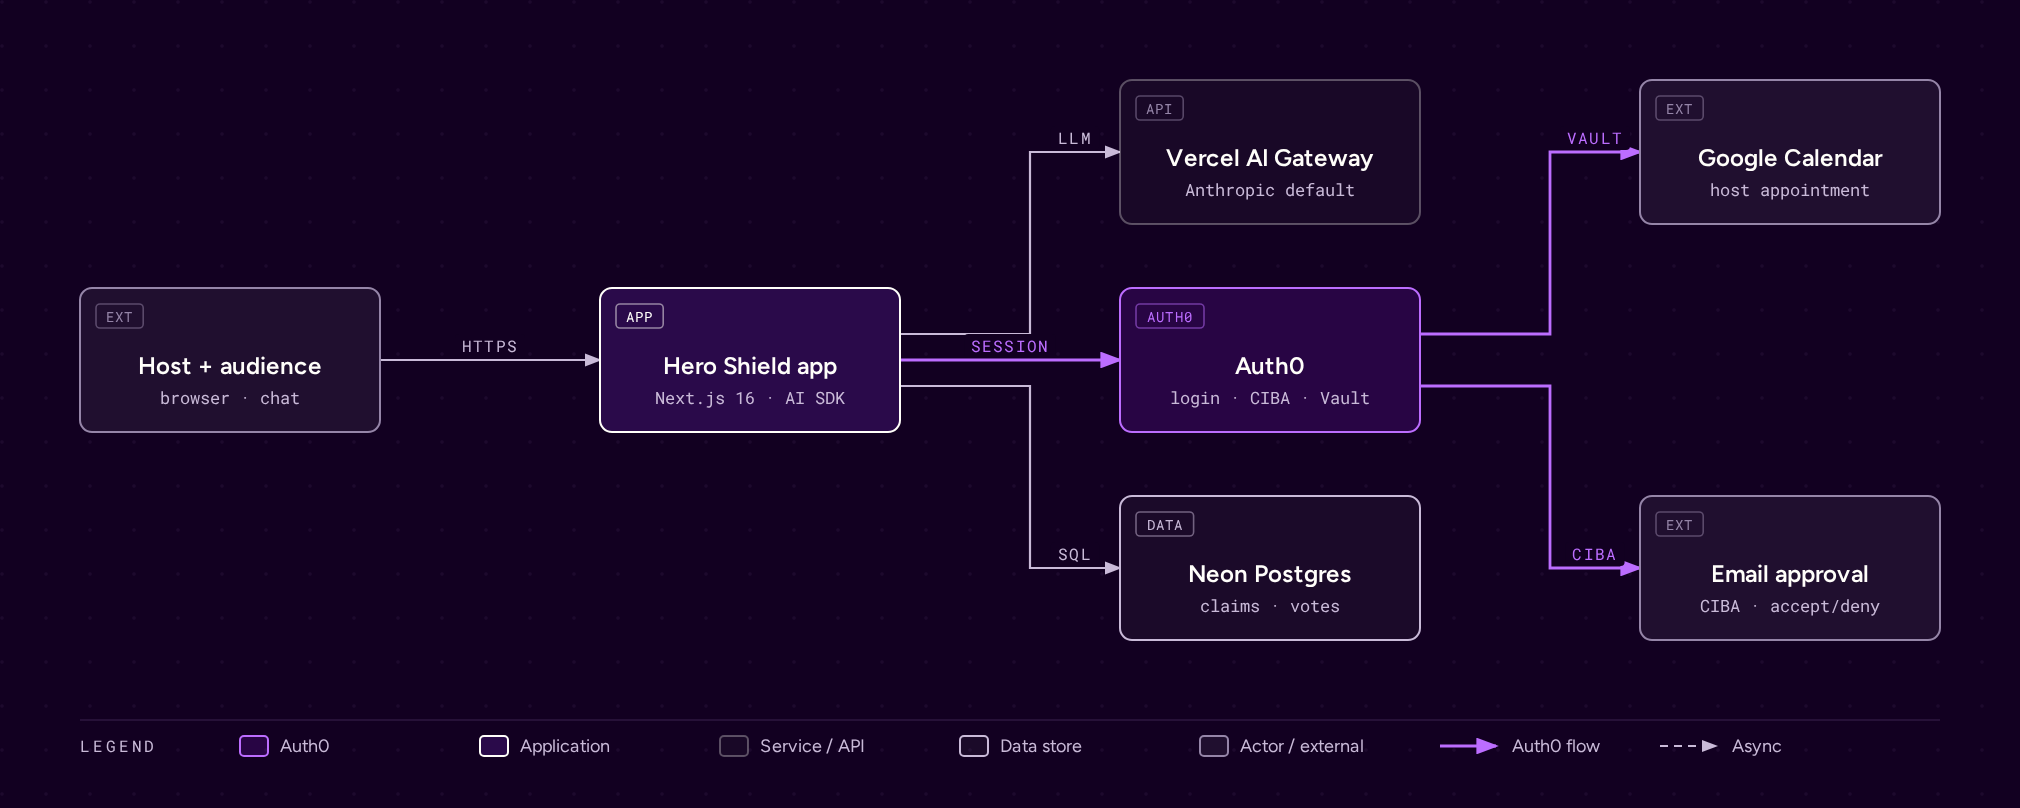 API
Vercel AI Gateway
Anthropic default
EXT
Google Calendar
host appointment
LLM
VAULT
EXT
Host + audience
browser · chat
HTTPS
APP
Hero Shield app
Next.js 16 · AI SDK
SESSION
AUTH0
Auth0
login · CIBA · Vault
SQL
DATA
Neon Postgres
claims · votes
CIBA
EXT
Email approval
CIBA · accept/deny
LEGEND
Auth0
Application
Service / API
Data store
Actor / external
Auth0 flow
Async